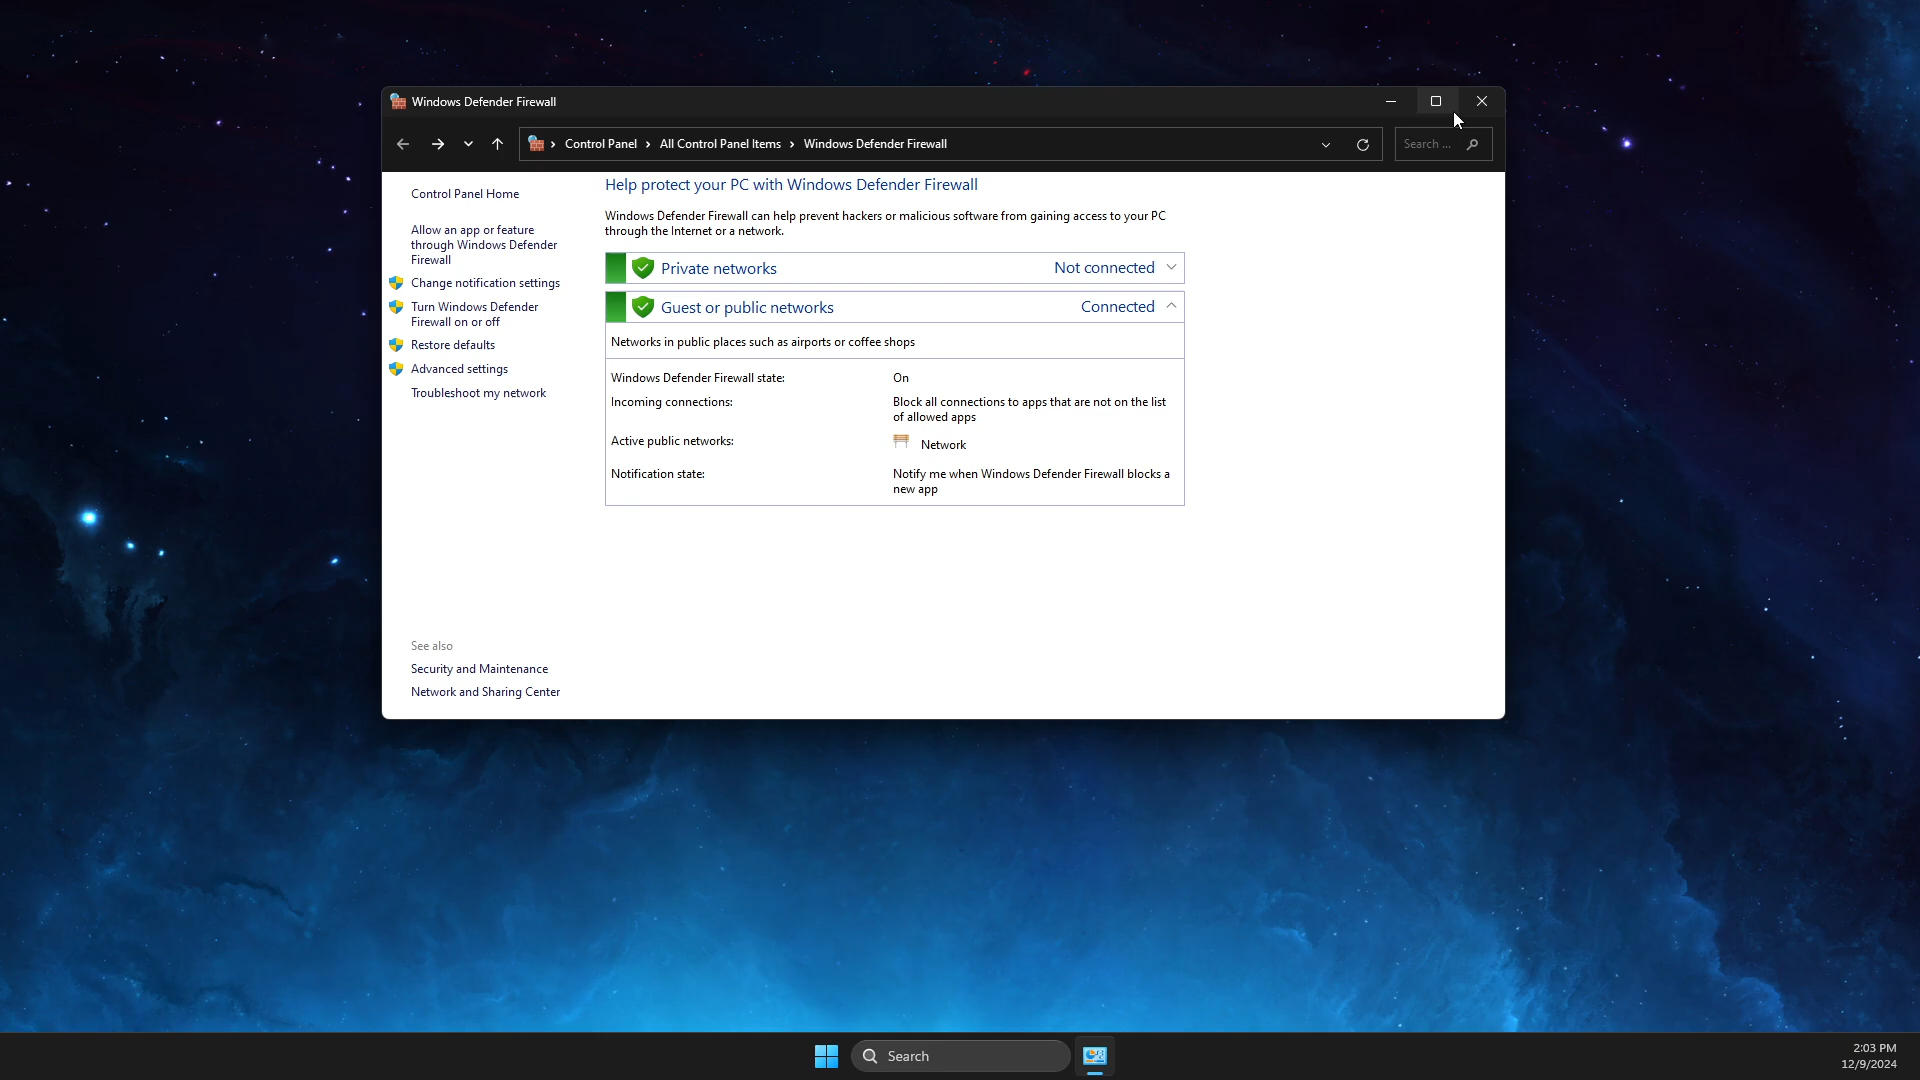 Windows Defender Firewall
Control Panel > All Control Panel Items > Windows Defender Firewall
Search ...
Control Panel Home
Allow an app or feature
through Windows Defender
Firewall
Change notification settings
Turn Windows Defender
Firewall on or off
Restore defaults
Advanced settings
Troubleshoot my network
See also
Security and Maintenance
Network and Sharing Center
Help protect your PC with Windows Defender Firewall
Windows Defender Firewall can help prevent hackers or malicious software from gaining access to your PC
through the Internet or a network.
Private networks Not connected
Guest or public networks Connected
Networks in public places such as airports or coffee shops
Windows Defender Firewall state: On
Incoming connections: Block all connections to apps that are not on the list
of allowed apps
Active public networks: Network
Notification state: Notify me when Windows Defender Firewall blocks a
new app
Search
2:03 PM
12/9/2024